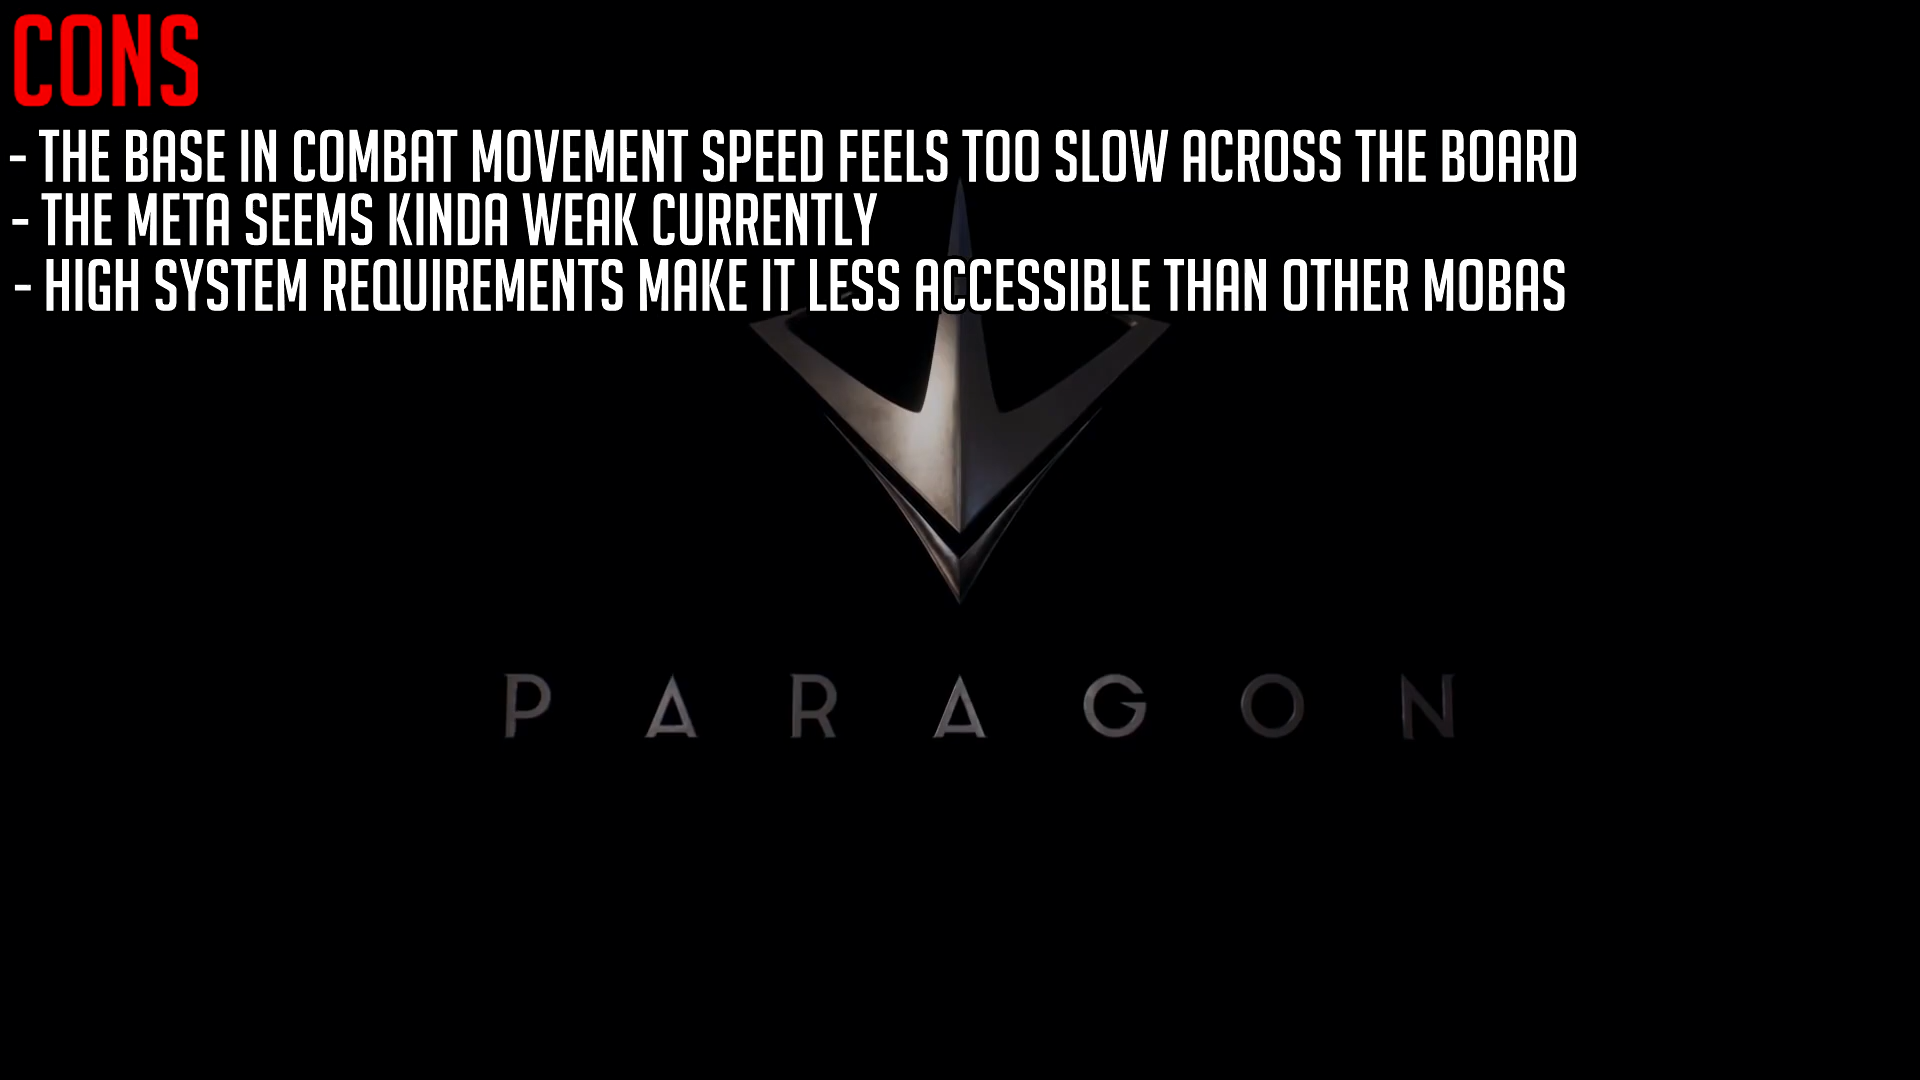 CONS
- THE BASE IN COMBAT MOVEMENT SPEED FEELS TOO SLOW ACROSS THE BOARD
- THE META SEEMS KINDA WEAK CURRENTLY
- HIGH SYSTEM REQUIREMENTS MAKE IT LESS ACCESSIBLE THAN OTHER MOBAS
PARAGON